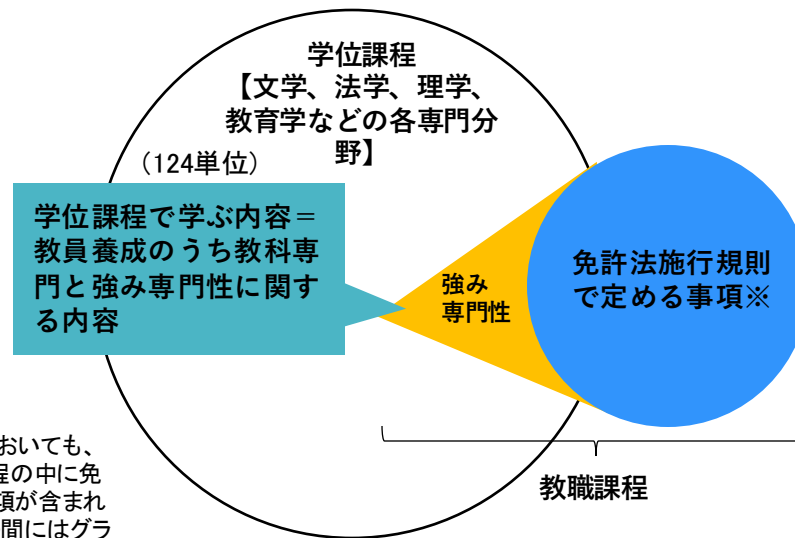 学位課程
【文学、法学、理学、
教育学などの各専門分
野】
（124単位）
学位課程で学ぶ内容＝
教員養成のうち教科専
門と強み専門性に関す
る内容
強み
専門性
免許法施行規則
で定める事項※
教職課程
おいても、
程の中に免
項が含まれ
間にはグラ